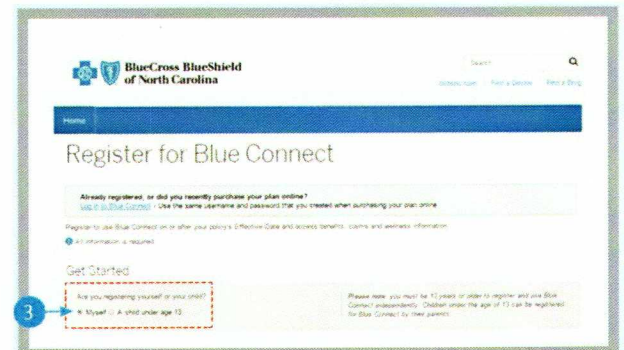 BlueCross BlueShield
of North Carolina
Search
Find a Doctor Find a Drug
Home
Register for Blue Connect
Already registered, or did you recently purchase your plan online?
Log in to Blue Connect - Use the same username and password that you created when purchasing your plan online
Register to use Blue Connect on or after your policy's Effective Date and access benefits, claims and wellness information
All information is required
Get Started
Are you registering yourself or your child?
Myself A child under age 13
Please note: you must be 13 years or older to register and use Blue
Connect independently. Children under the age of 13 can be registered
for Blue Connect by their parents.
3